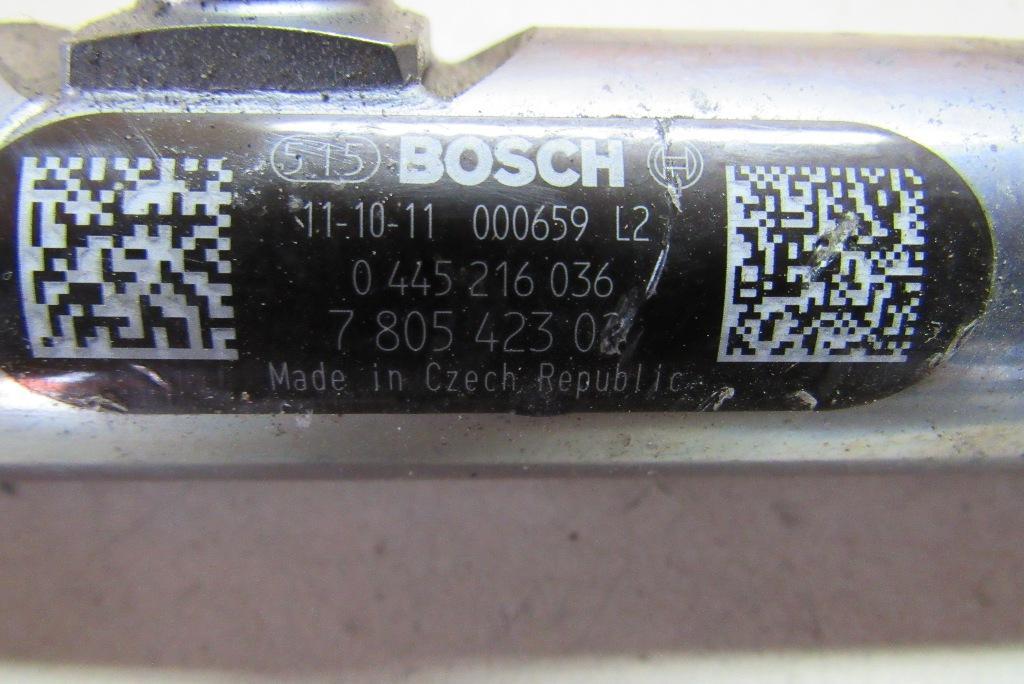 515 BOSCH
11-10-11 000659 L2
0 445 216 036
7 805 423
Made in Czech Republic